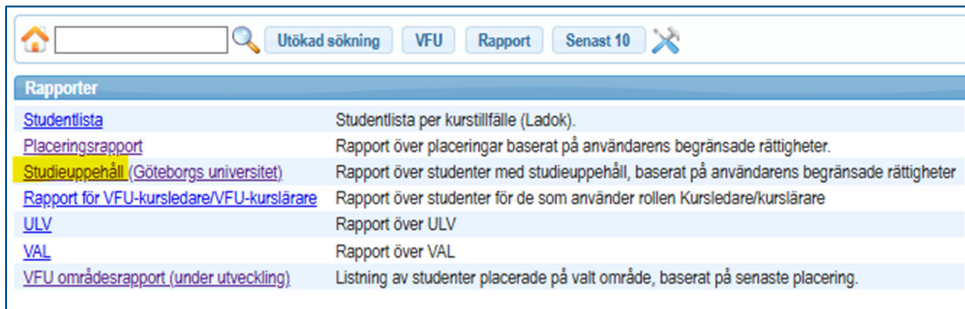 Utökad sökning VFU Rapport Senast 10
Rapporter
Studentlista Studentlista per kurstillfälle (Ladok).
Placeringsrapport Rapport över placeringar baserat på användarens begränsade rättigheter.
Studieuppehåll (Göteborgs universitet) Rapport över studenter med studieuppehåll, baserat på användarens begränsade rättigheter
Rapport för VFU-kursledare/VFU-kurslärare Rapport över studenter för de som använder rollen Kursledare/kurslärare
ULV Rapport över ULV
VAL Rapport över VAL
VFU områdesrapport (under utveckling) Listning av studenter placerade på valt område, baserat på senaste placering.